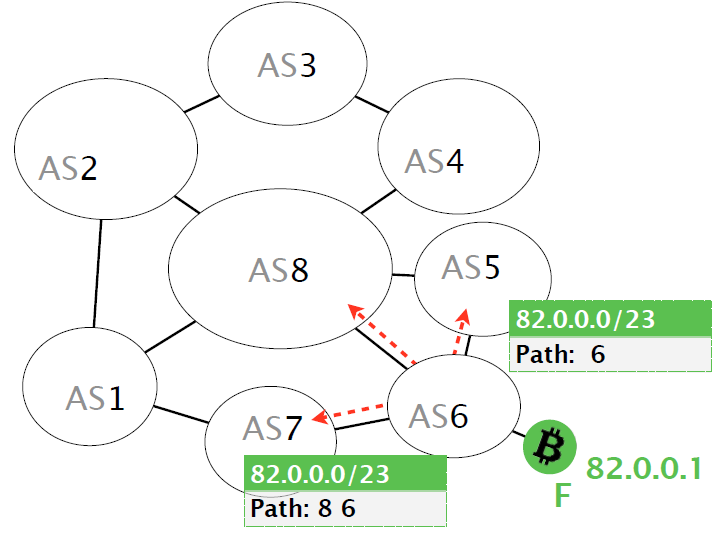 AS3
AS2
AS4
AS8
AS5
82.0.0.0/23
Path: 6
AS1
AS7
AS6
82.0.0.0/23
Path: 8 6
82.0.0.1
F